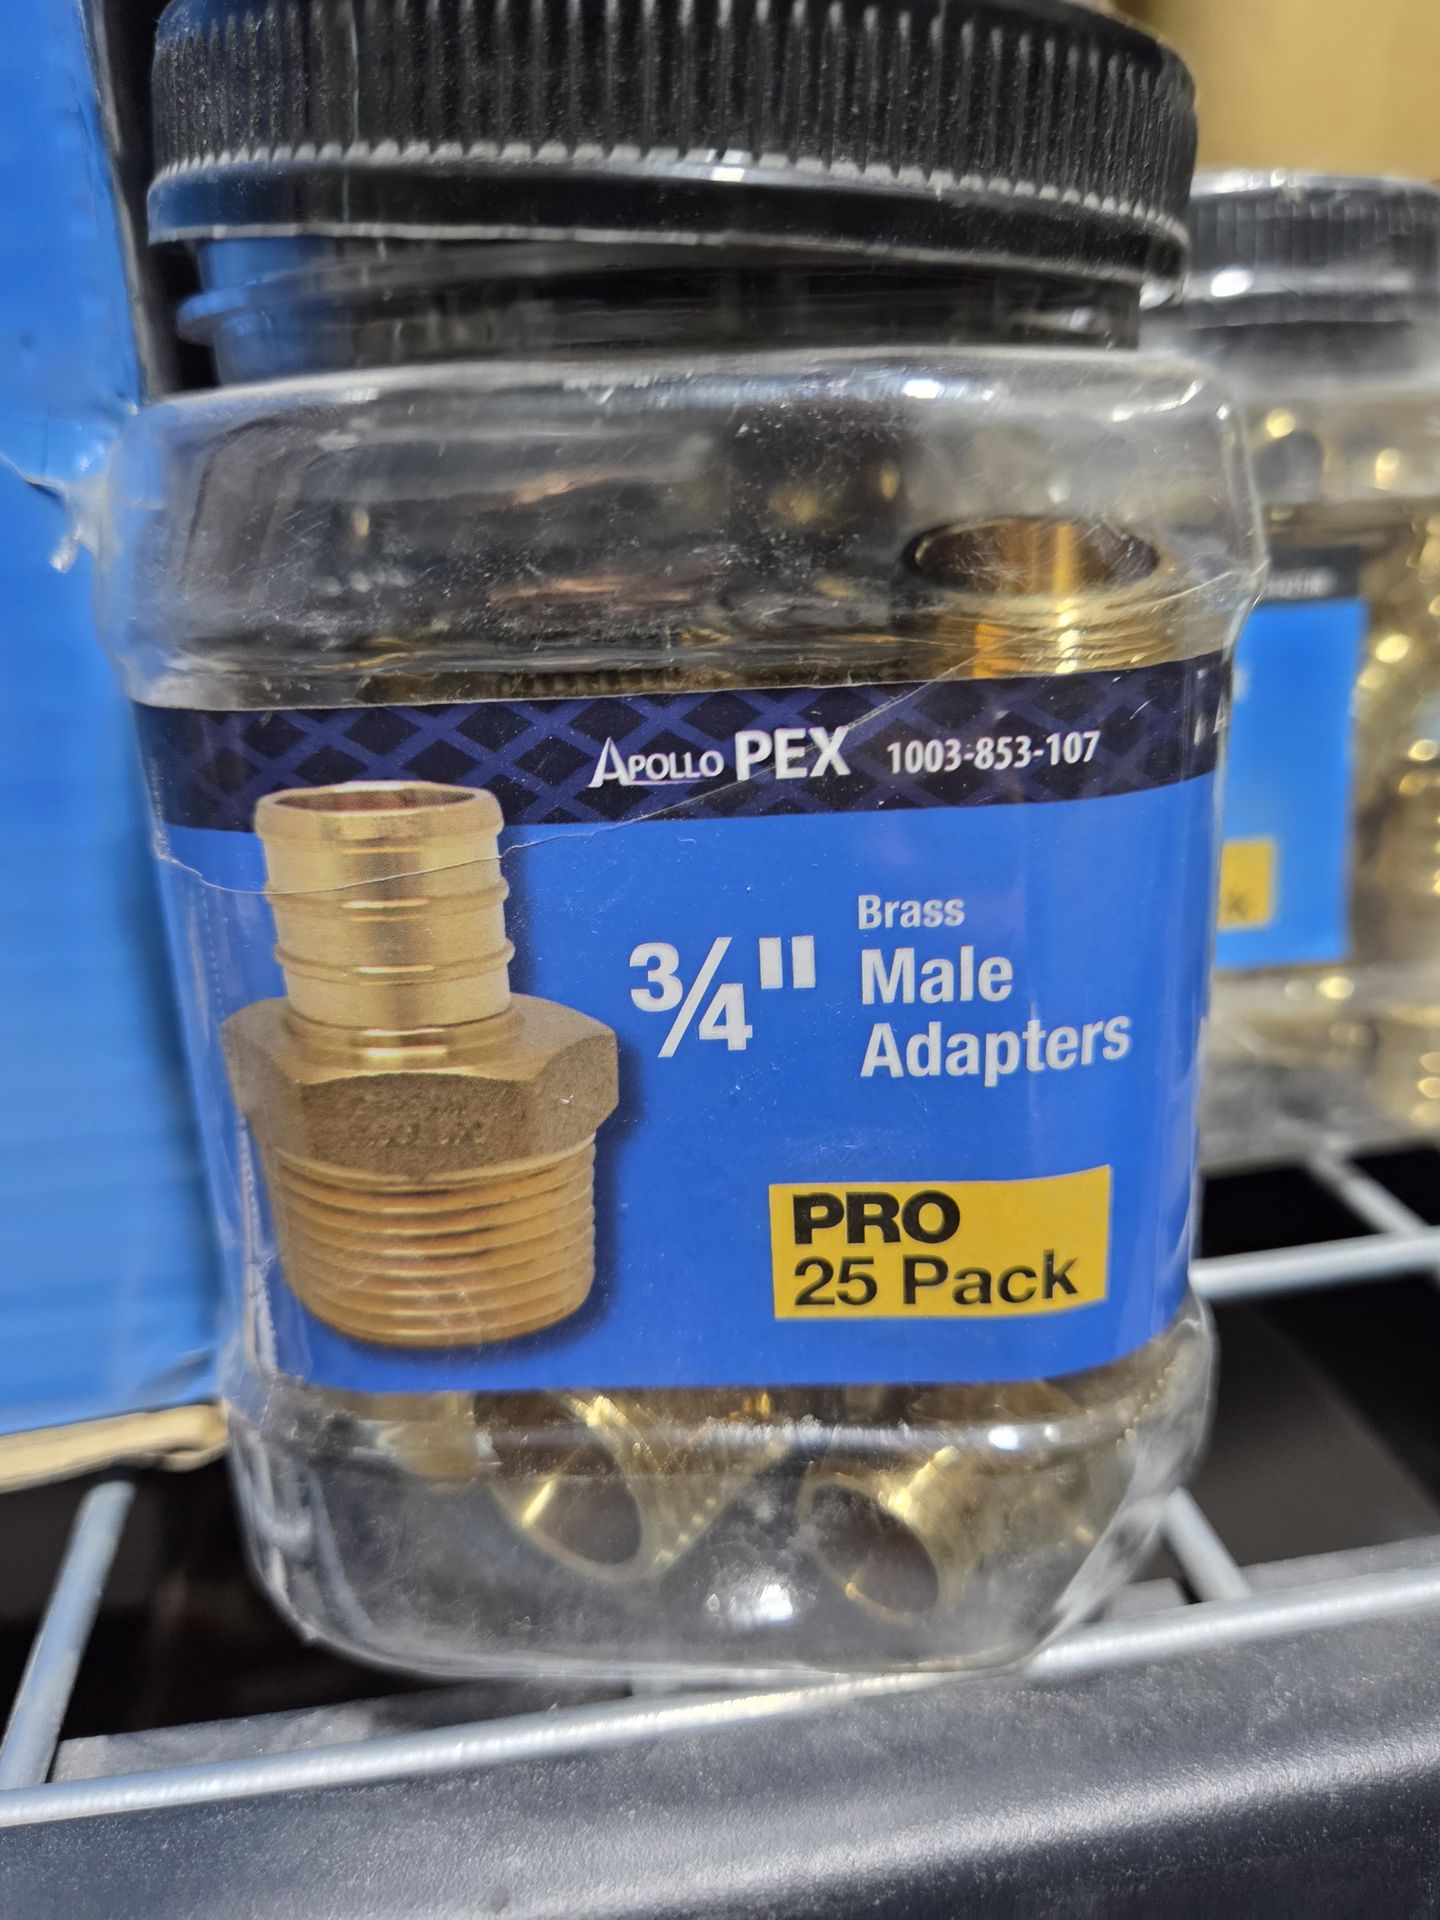 APOLLO PEX 1003-853-107
3/4"
Brass
Male
Adapters
PRO
25 Pack